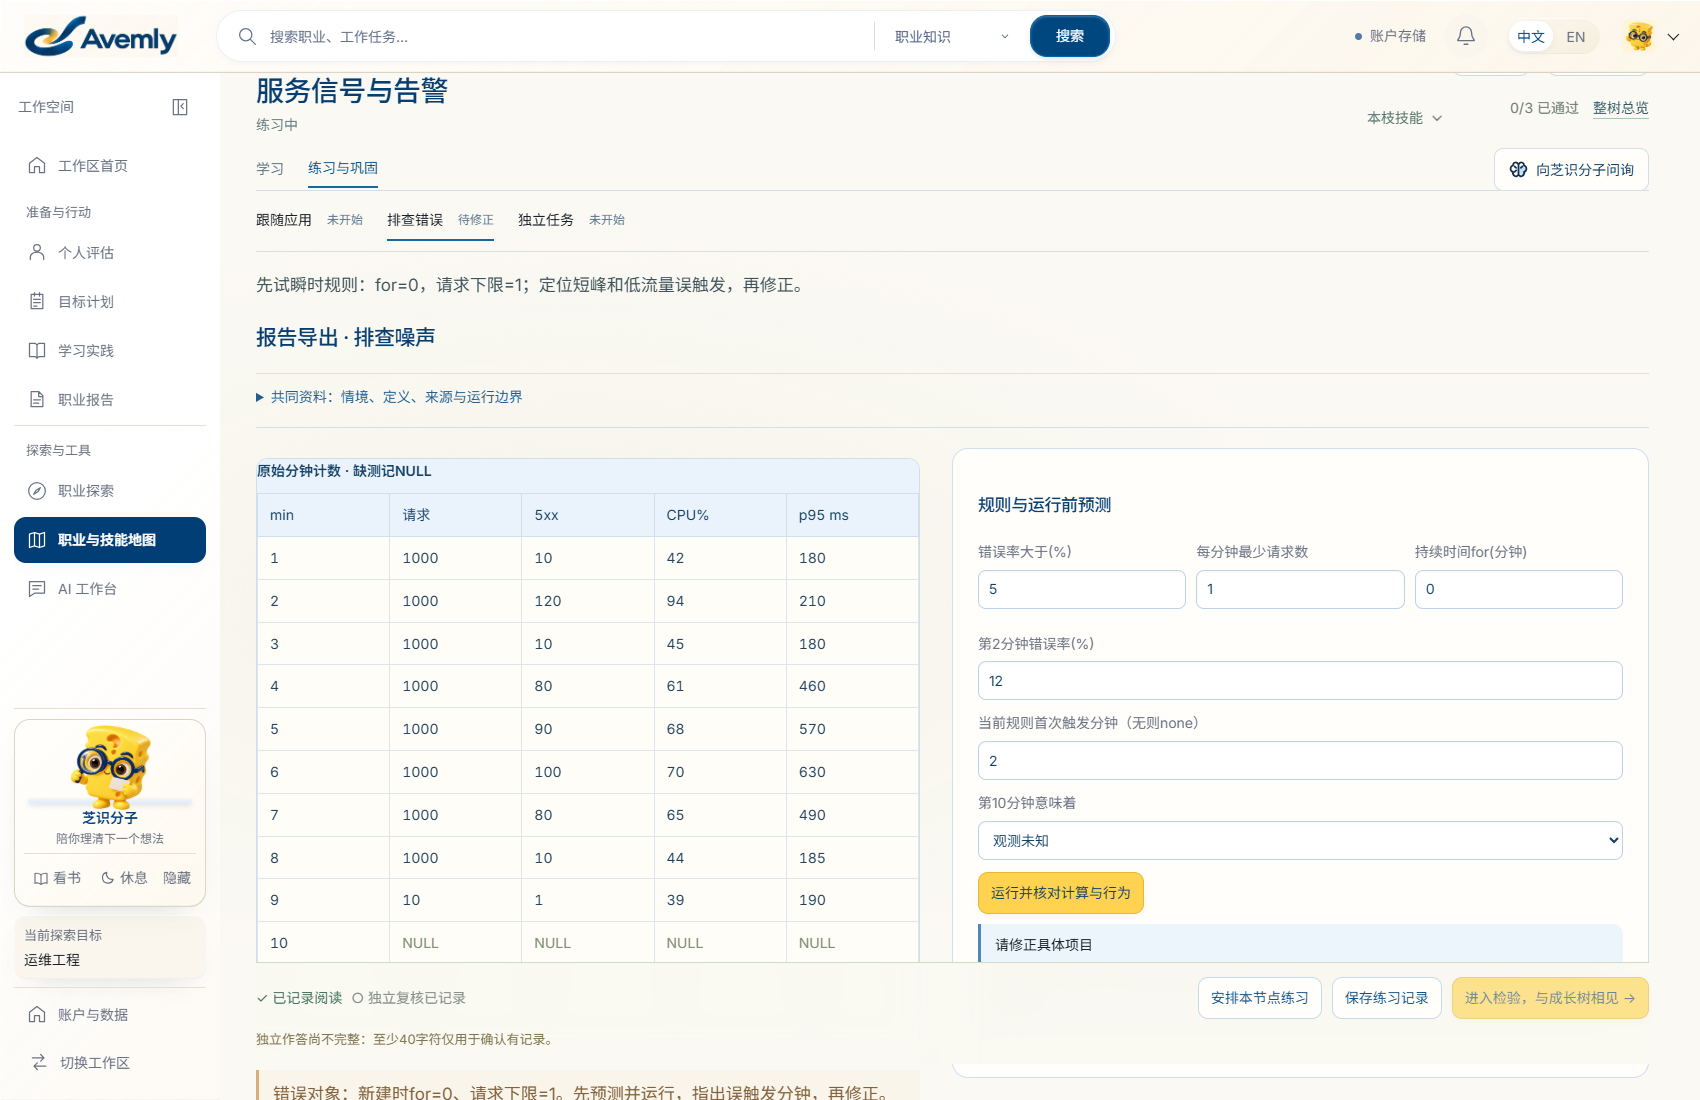 Avemly
搜索职业、工作任务...
职业知识
搜索
账户存储
中文
EN
工作空间
工作区首页
准备与行动
个人评估
目标计划
学习实践
职业报告
探索与工具
职业探索
职业与技能地图
AI 工作台
芝识分子
陪你理清下一个想法
看书
休息
隐藏
当前探索目标
运维工程
账户与数据
切换工作区
服务信号与告警
练习中
本枝技能
0/3 已通过
整树总览
学习
练习与巩固
向芝识分子问询
跟随应用 未开始
排查错误 待修正
独立任务 未开始
先试瞬时规则：for=0，请求下限=1；定位短峰和低流量误触发，再修正。
报告导出 · 排查噪声
共同资料：情境、定义、来源与运行边界
原始分钟计数 · 缺测记NULL
min 请求 5xx CPU% p95 ms
1 1000 10 42 180
2 1000 120 94 210
3 1000 10 45 180
4 1000 80 61 460
5 1000 90 68 570
6 1000 100 70 630
7 1000 80 65 490
8 1000 10 44 185
9 10 1 39 190
10 NULL NULL NULL NULL
规则与运行前预测
错误率大于(%)
每分钟最少请求数
持续时间for(分钟)
5
1
0
第2分钟错误率(%)
12
当前规则首次触发分钟（无则none）
2
第10分钟意味着
观测未知
运行并核对计算与行为
请修正具体项目
已记录阅读
独立复核已记录
安排本节点练习
保存练习记录
进入检验，与成长树相见 →
独立作答尚不完整：至少40字符仅用于确认有记录。
错误对象：新建时for=0、请求下限=1。先预测并运行，指出误触发分钟，再修正。